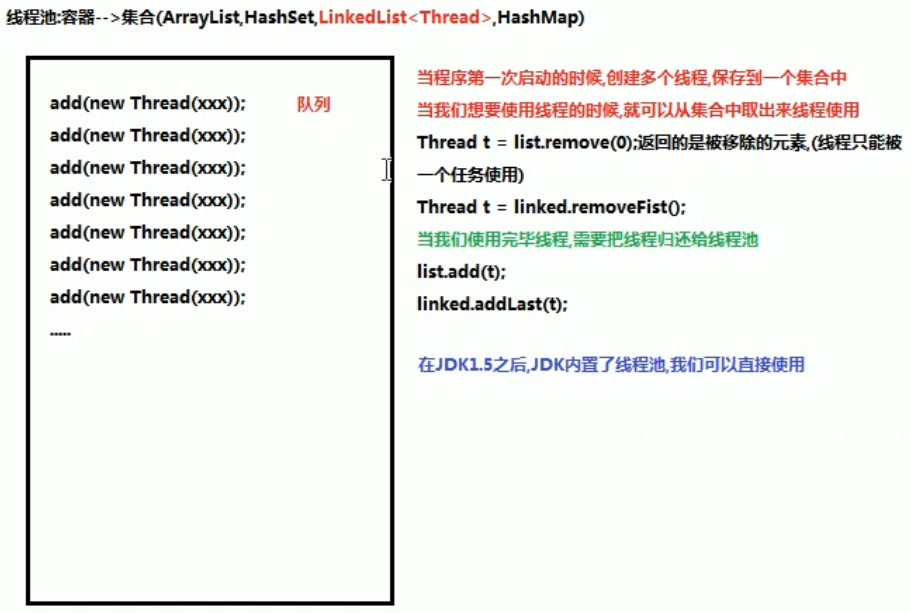 线程池:容器-->集合(ArrayList,HashSet,LinkedList<Thread>,HashMap)
add(new Thread(xxx)); 队列
add(new Thread(xxx));
add(new Thread(xxx));
add(new Thread(xxx));
add(new Thread(xxx));
add(new Thread(xxx));
add(new Thread(xxx));
.....
当程序第一次启动的时候,创建多个线程,保存到一个集合中
当我们想要使用线程的时候,就可以从集合中取出来线程使用
Thread t = list.remove(0);返回的是被移除的元素,(线程只能被
一个任务使用)
Thread t = linked.removeFist();
当我们使用完毕线程,需要把线程归还给线程池
list.add(t);
linked.addLast(t);
在JDK1.5之后,JDK内置了线程池,我们可以直接使用